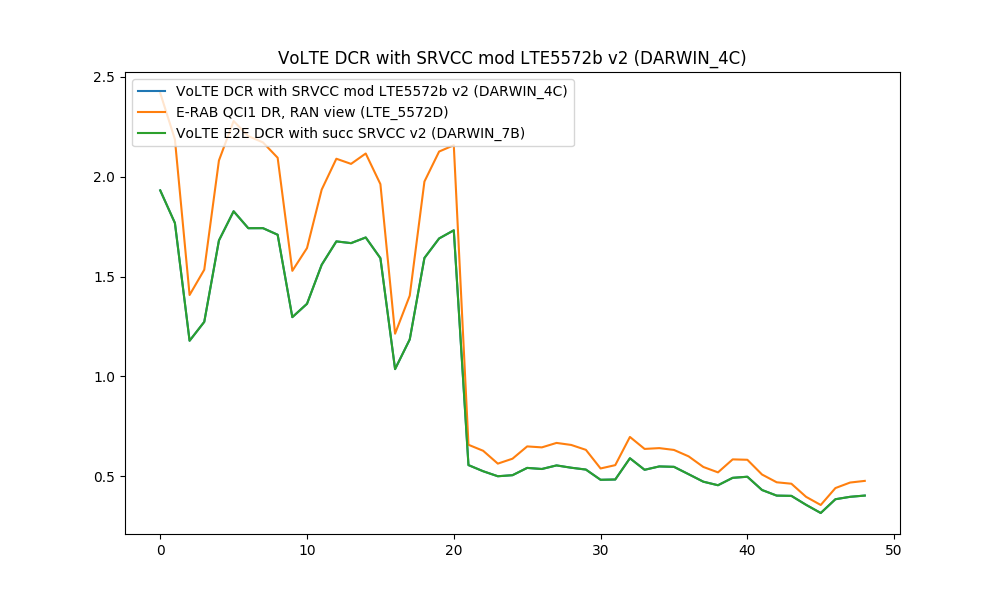 VoLTE DCR with SRVCC mod LTE5572b v2 (DARWIN_4C)
2.5
VoLTE DCR with SRVCC mod LTE5572b v2 (DARWIN_4C)
E-RAB QCI1 DR, RAN view (LTE_5572D)
VoLTE E2E DCR with succ SRVCC v2 (DARWIN_7B)
2.0
1.5
1.0
0.5
0 10 20 30 40 50